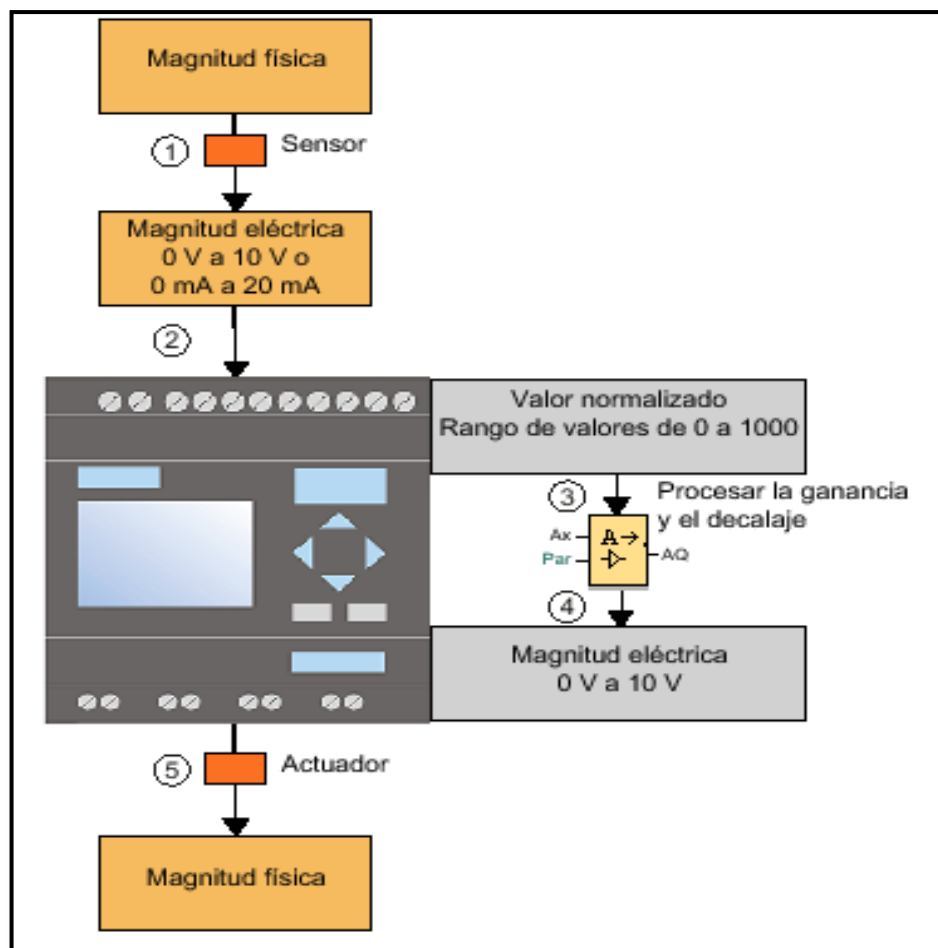 Magnitud física
1
Sensor
Magnitud eléctrica
0 V a 10 V o
0 mA a 20 mA
2
Valor normalizado
Rango de valores de 0 a 1000
3
Procesar la ganancia
y el decalaje
Ax
Par
A→
AQ
4
Magnitud eléctrica
0 V a 10 V
5
Actuador
Magnitud física